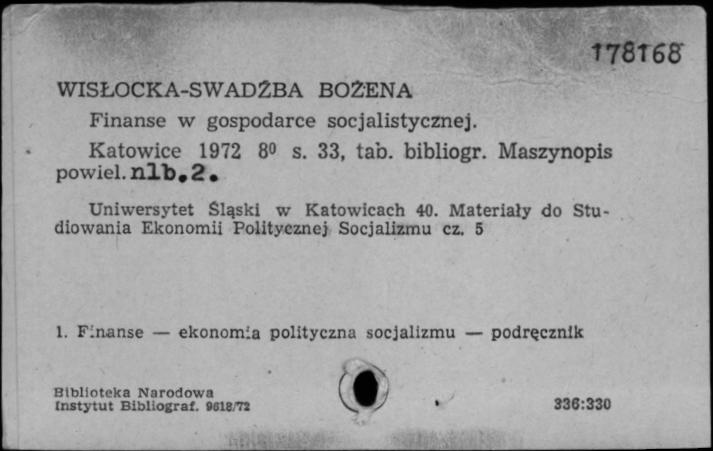 178168
WISŁOCKA-SWADŹBA BOŻENA
Finanse w gospodarce socjalistycznej.
Katowice 1972 8⁰ s. 33, tab. bibliogr. Maszynopis
powiel. nlb. 2.
Uniwersytet Śląski w Katowicach 40. Materiały do Stu-
diowania Ekonomii Politycznej Socjalizmu cz. 5
1. Finanse — ekonomia polityczna socjalizmu — podręcznik
Biblioteka Narodowa
Instytut Bibliograf. 9618/72
336:330